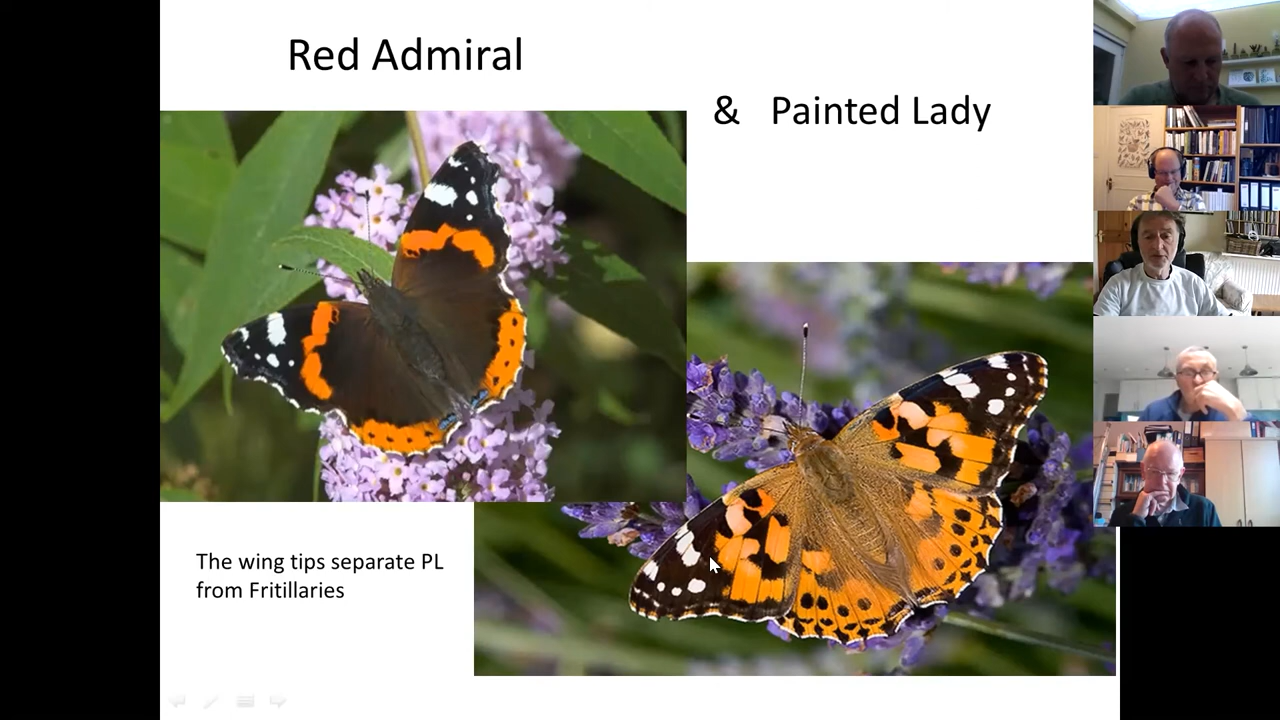 Red Admiral
& Painted Lady
The wing tips separate PL
from Fritillaries